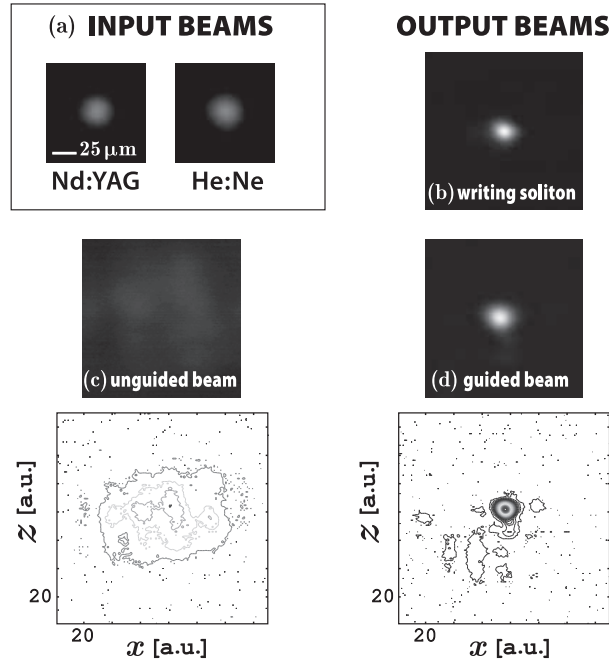 (a) INPUT BEAMS
OUTPUT BEAMS
25 μm
Nd:YAG
He:Ne
(b) writing soliton
(c) unguided beam
(d) guided beam
z [a.u.]
20
20
x [a.u.]
z [a.u.]
20
20
x [a.u.]